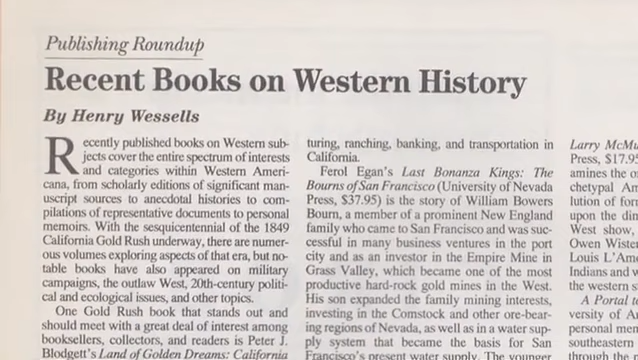 Publishing Roundup
Recent Books on Western History
By Henry Wessells
Recently published books on Western sub-
jects cover the entire spectrum of interests
and categories within Western Ameri-
cana, from scholarly editions of significant man-
uscript sources to anecdotal histories to com-
pilations of representative documents to personal
memoirs. With the sesquicentennial of the 1849
California Gold Rush underway, there are numer-
ous volumes exploring aspects of that era, but no-
table books have also appeared on military
campaigns, the outlaw West, 20th-century politi-
cal and ecological issues, and other topics.
One Gold Rush book that stands out and
should meet with a great deal of interest among
booksellers, collectors, and readers is Peter J.
Blodgett's Land of Golden Dreams: California
turing, ranching, banking, and transportation in
California.
Ferol Egan's Last Bonanza Kings: The
Bourns of San Francisco (University of Nevada
Press, $37.95) is the story of William Bowers
Bourn, a member of a prominent New England
family who came to San Francisco and was suc-
cessful in many business ventures in the port
city and as an investor in the Empire Mine in
Grass Valley, which became one of the most
productive hard-rock gold mines in the West.
His son expanded the family mining interests,
investing in the Comstock and other ore-bear-
ing regions of Nevada, as well as in a water sup-
ply system that became the basis for San
Francisco's present water supply. The younger
Larry McMu
Press, $17.95
amines the o
chetypal Am
lution of for
upon the din
West show,
Owen Wiste
Louis L'Am
Indians and w
the western s
A Portal to
versity of A
personal mem
southeastern
through the